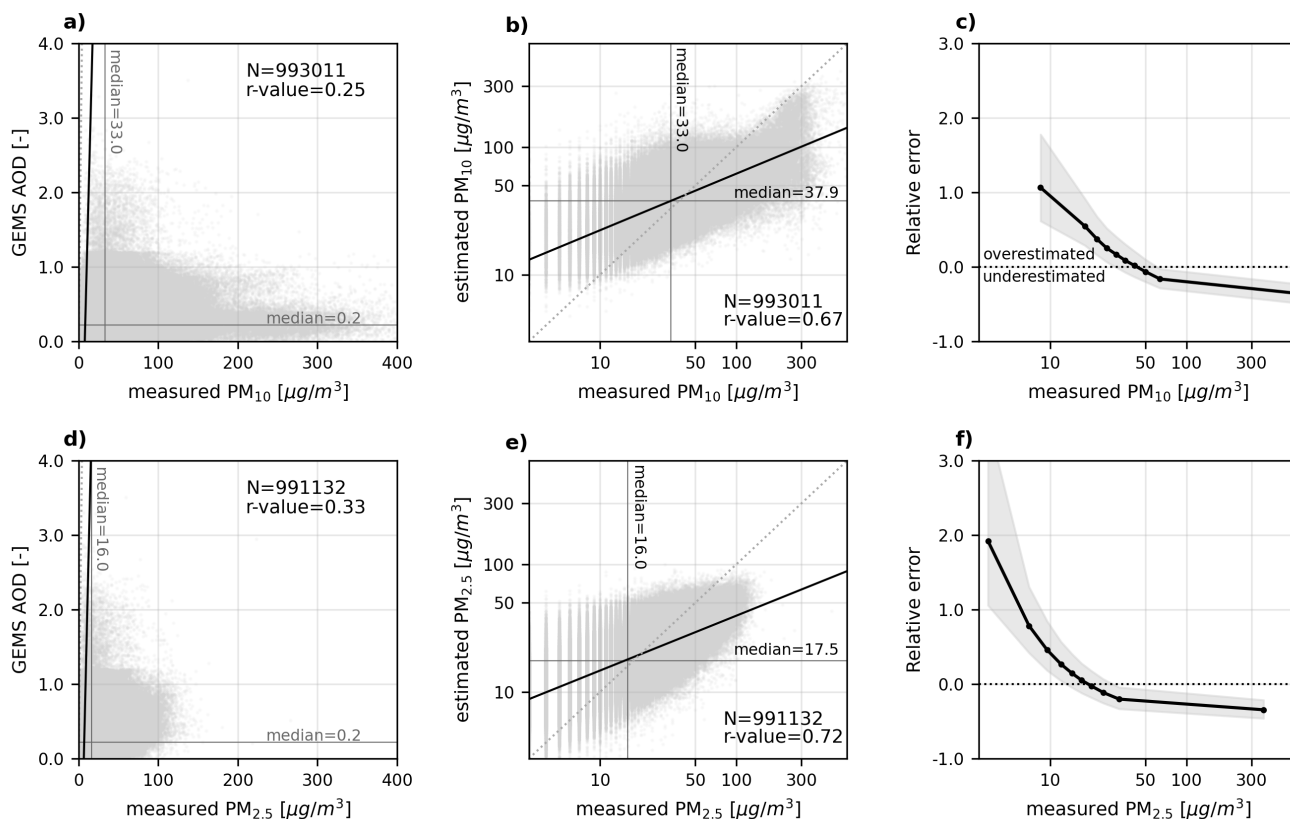 a)
4.0
3.0
2.0
1.0
0.0
GEMS AOD [-]
median=33.0
N=993011
r-value=0.25
median=0.2
0
100
200
300
400
measured PM₁₀ [μg/m³]
b)
300
100
50
10
estimated PM₁₀ [μg/m³]
median=33.0
median=37.9
N=993011
r-value=0.67
10
50
100
300
measured PM₁₀ [μg/m³]
c)
3.0
2.0
1.0
0.0
-1.0
Relative error
overestimated
underestimated
10
50
100
300
measured PM₁₀ [μg/m³]
d)
4.0
3.0
2.0
1.0
0.0
GEMS AOD [-]
median=16.0
N=991132
r-value=0.33
median=0.2
0
100
200
300
400
measured PM₂.₅ [μg/m³]
e)
300
100
50
10
estimated PM₂.₅ [μg/m³]
median=16.0
median=17.5
N=991132
r-value=0.72
10
50
100
300
measured PM₂.₅ [μg/m³]
f)
3.0
2.0
1.0
0.0
-1.0
Relative error
10
50
100
300
measured PM₂.₅ [μg/m³]